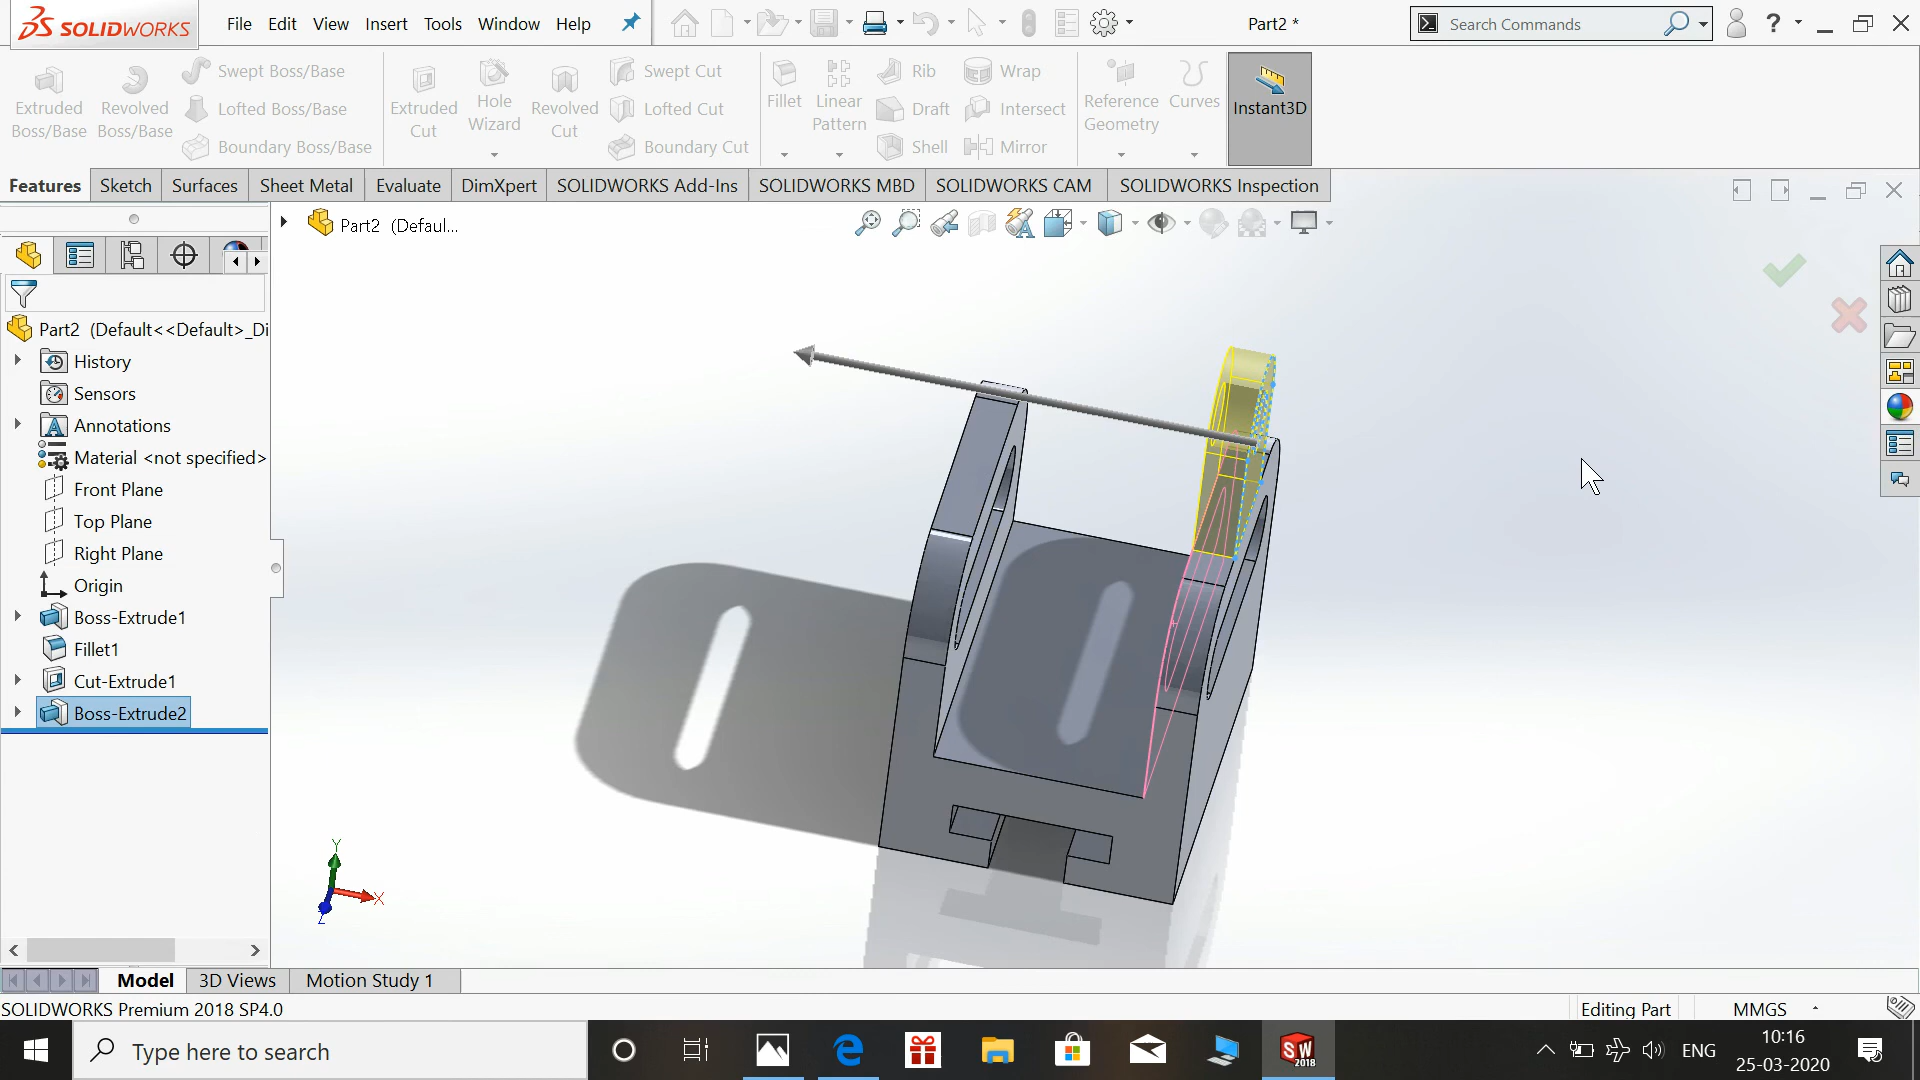 SOLIDWORKS File Edit View Insert Tools Window Help Part2 * Search Commands ?
Extruded Boss/Base Revolved Boss/Base Swept Boss/Base Lofted Boss/Base Boundary Boss/Base
Extruded Cut Hole Wizard Revolved Cut Swept Cut Lofted Cut Boundary Cut
Fillet Linear Pattern Rib Draft Shell Wrap Intersect Mirror
Reference Geometry Curves Instant3D
Features Sketch Surfaces Sheet Metal Evaluate DimXpert SOLIDWORKS Add-Ins SOLIDWORKS MBD SOLIDWORKS CAM SOLIDWORKS Inspection
Part2 (Defaul...
Part2 (Default<<Default>_Di
History
Sensors
Annotations
Material <not specified>
Front Plane
Top Plane
Right Plane
Origin
Boss-Extrude1
Fillet1
Cut-Extrude1
Boss-Extrude2
Y
X
Z
Model 3D Views Motion Study 1
SOLIDWORKS Premium 2018 SP4.0 Editing Part MMGS
Type here to search SW 2018 ENG 10:16
25-03-2020